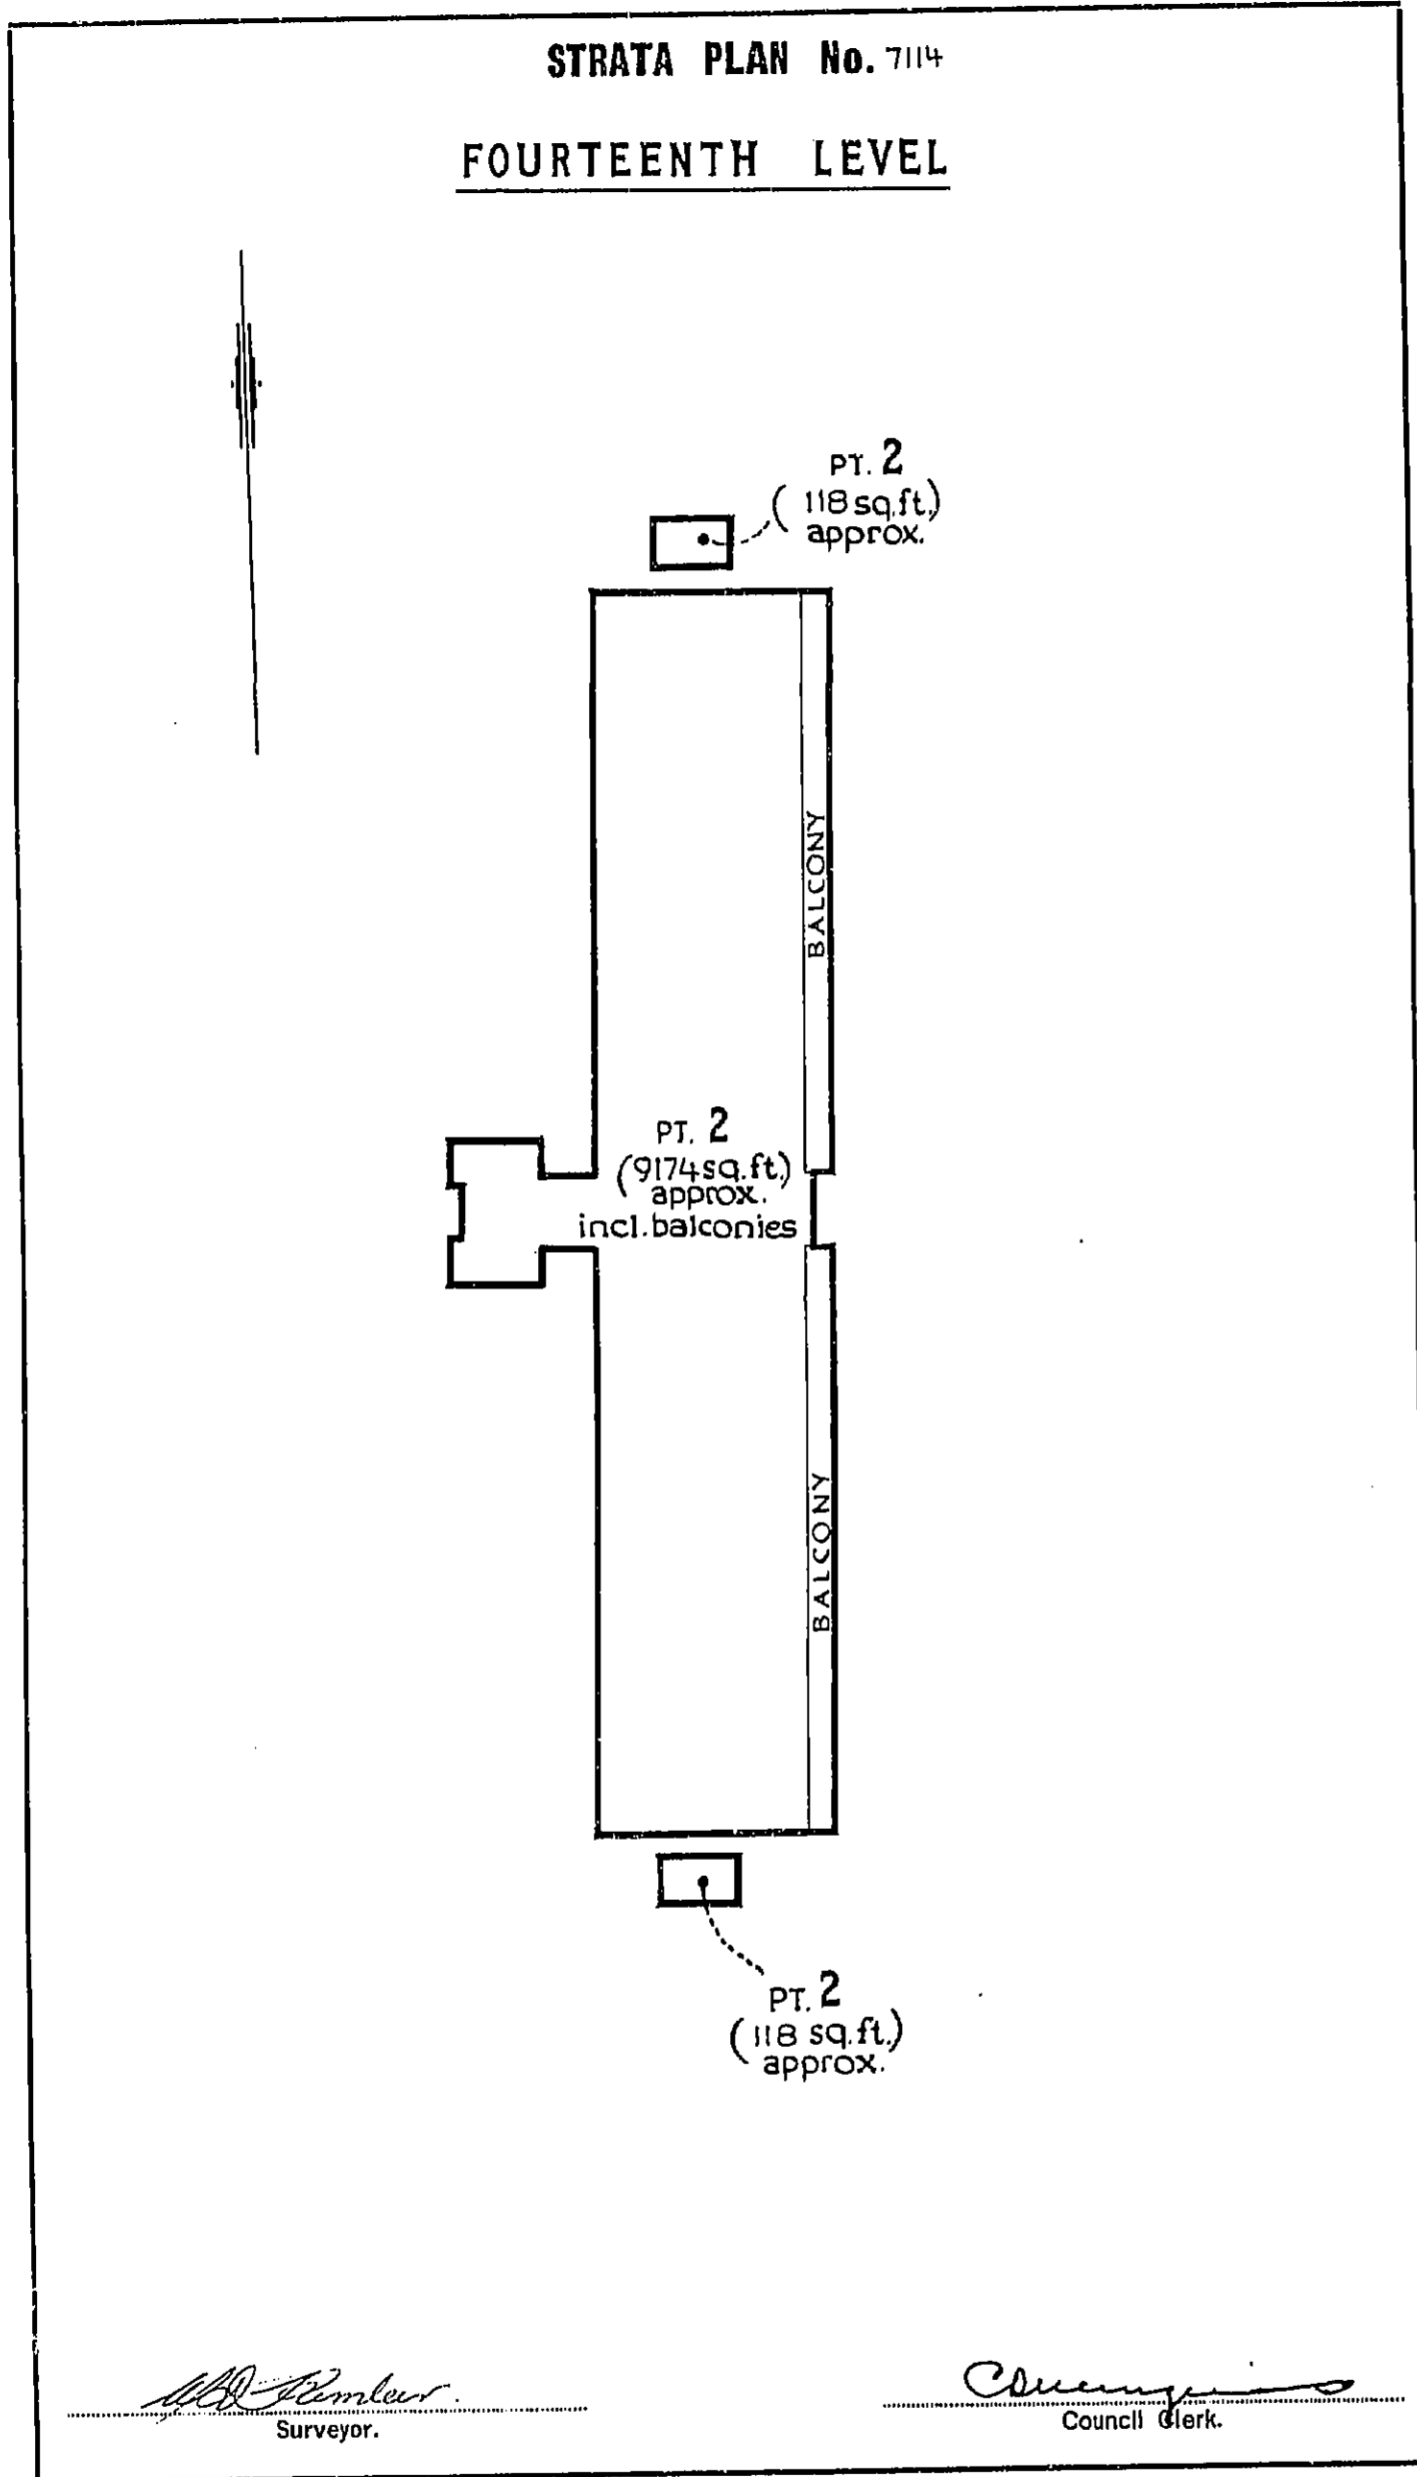 STRATA PLAN No. 7114
FOURTEENTH LEVEL
PT. 2
(118 sq.ft.)
approx.
BALCONY
PT. 2
(9174 sq.ft.)
approx.
incl. balconies
BALCONY
PT. 2
(118 sq.ft.)
approx.
Surveyor.
Council Clerk.